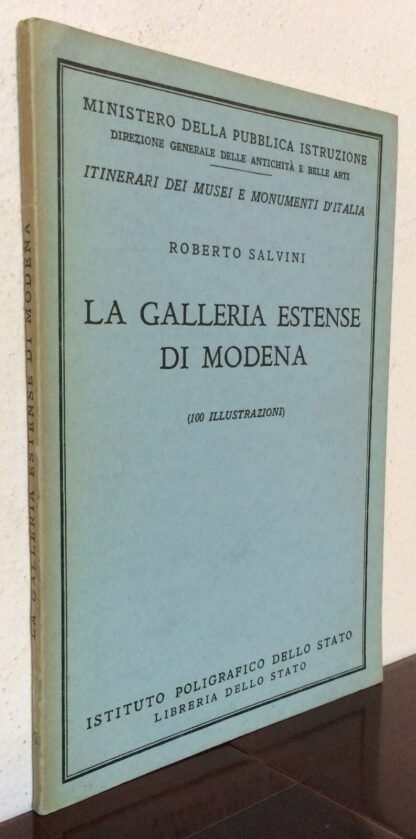 MINISTERO DELLA PUBBLICA ISTRUZIONE
DIREZIONE GENERALE DELLE ANTICHITÀ E BELLE ARTI
ITINERARI DEI MUSEI E MONUMENTI D'ITALIA
ROBERTO SALVINI
LA GALLERIA ESTENSE
DI MODENA
(100 ILLUSTRAZIONI)
ISTITUTO POLIGRAFICO DELLO STATO
LIBRERIA DELLO STATO
LA GALLERIA ESTENSE DI MODENA